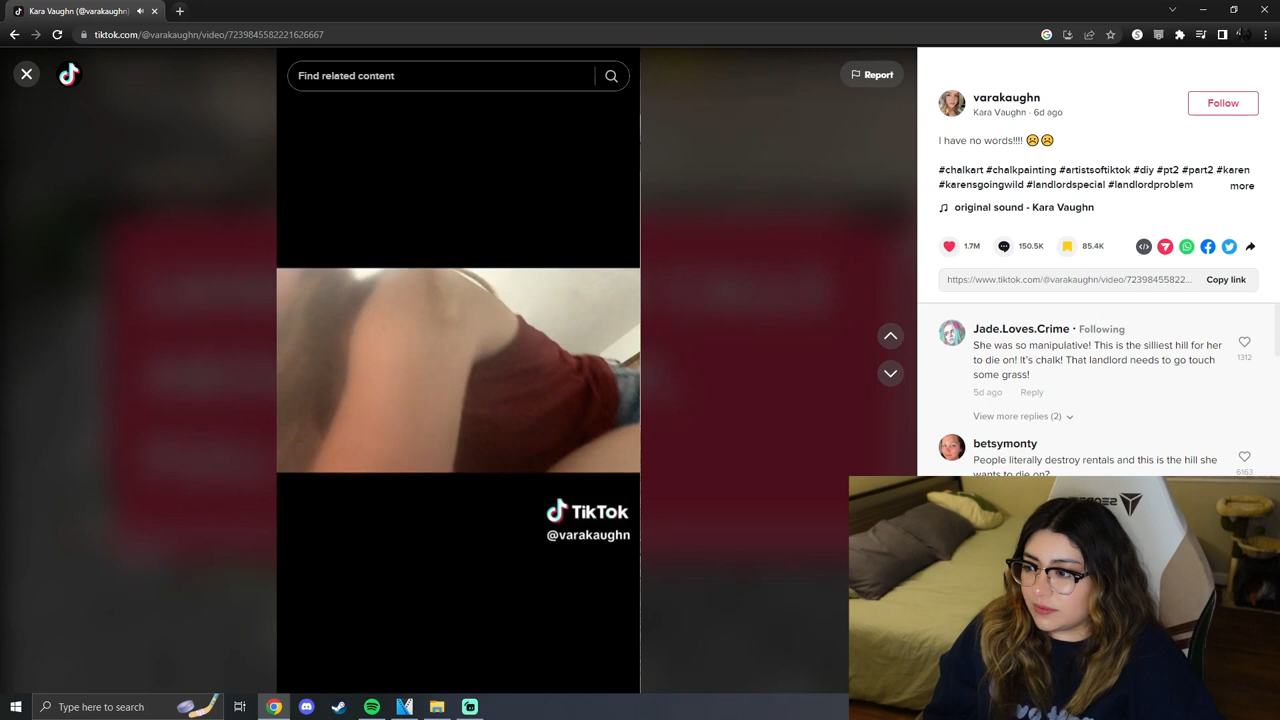 Kara Vaughn (@varakaughn)
tiktok.com/@varakaughn/video/7239845582221626667
Find related content
Report
varakaughn
Kara Vaughn · 6d ago
Follow
I have no words!!!! ☹️☹️
#chalkart #chalkpainting #artistsoftiktok #diy #pt2 #part2 #karen
#karensgoingwild #landlordspecial #landlordproblem
more
original sound - Kara Vaughn
1.7M
150.5K
85.4K
https://www.tiktok.com/@varakaughn/video/72398455822...
Copy link
Jade.Loves.Crime · Following
She was so manipulative! This is the silliest hill for her
to die on! It's chalk! That landlord needs to go touch
some grass!
1312
5d ago Reply
View more replies (2)
betsymonty
People literally destroy rentals and this is the hill she
wants to die on?
6163
TikTok
@varakaughn
Type here to search